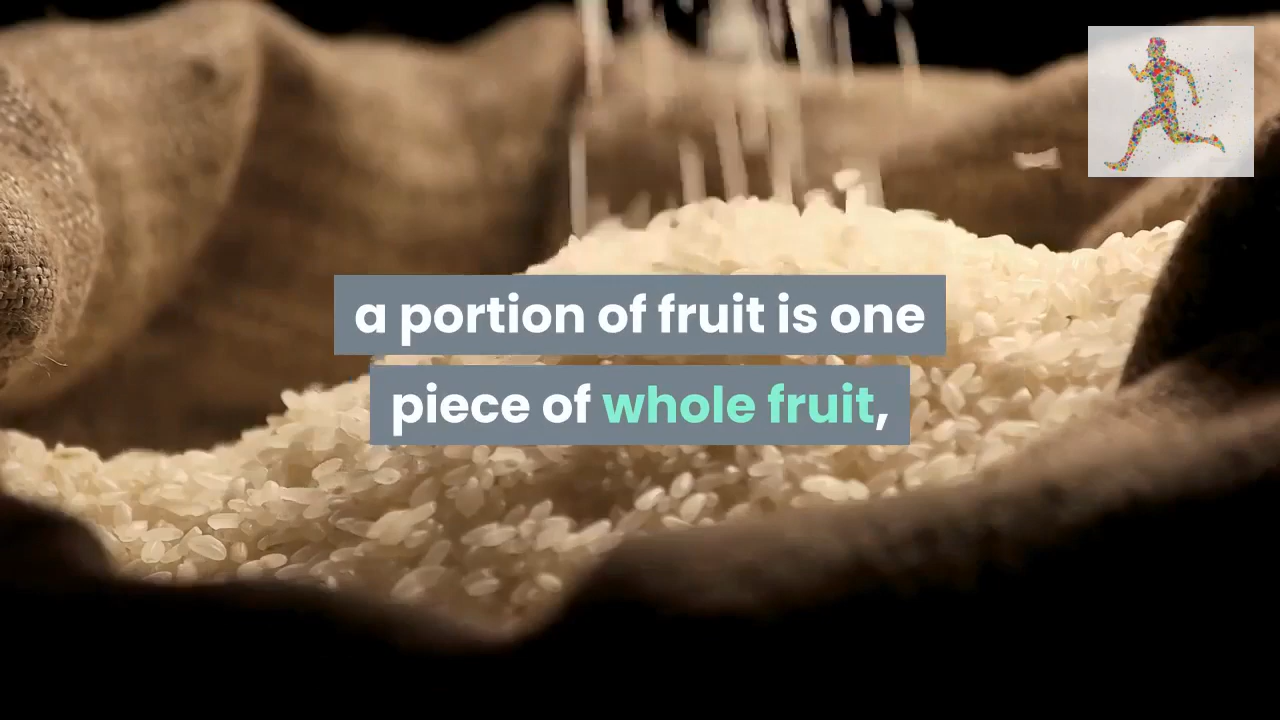 a portion of fruit is one
piece of whole fruit,